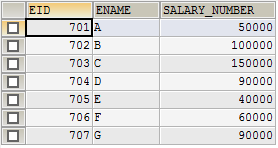 EID ENAME SALARY_NUMBER
701 A 50000
702 B 100000
703 C 150000
704 D 90000
705 E 40000
706 F 60000
707 G 90000